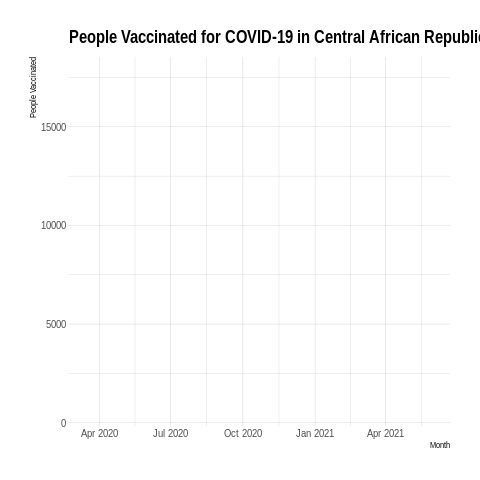 People Vaccinated for COVID-19 in Central African Republi
People Vaccinated
15000
10000
5000
0
Apr 2020 Jul 2020 Oct 2020 Jan 2021 Apr 2021
Month